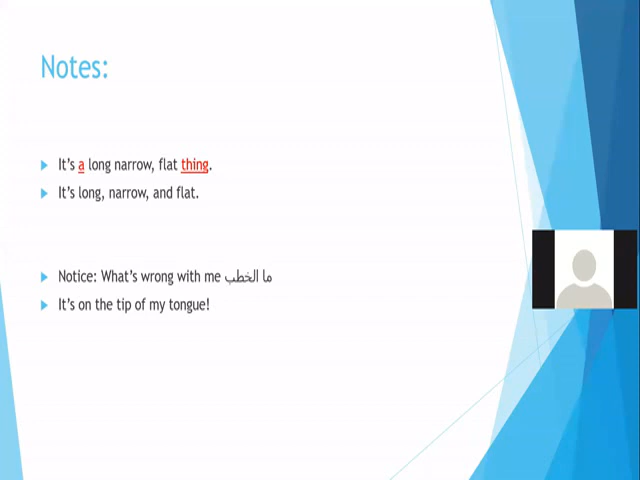 Notes:
It's a long narrow, flat thing.
It's long, narrow, and flat.
Notice: What's wrong with me ما الخطب
It's on the tip of my tongue!